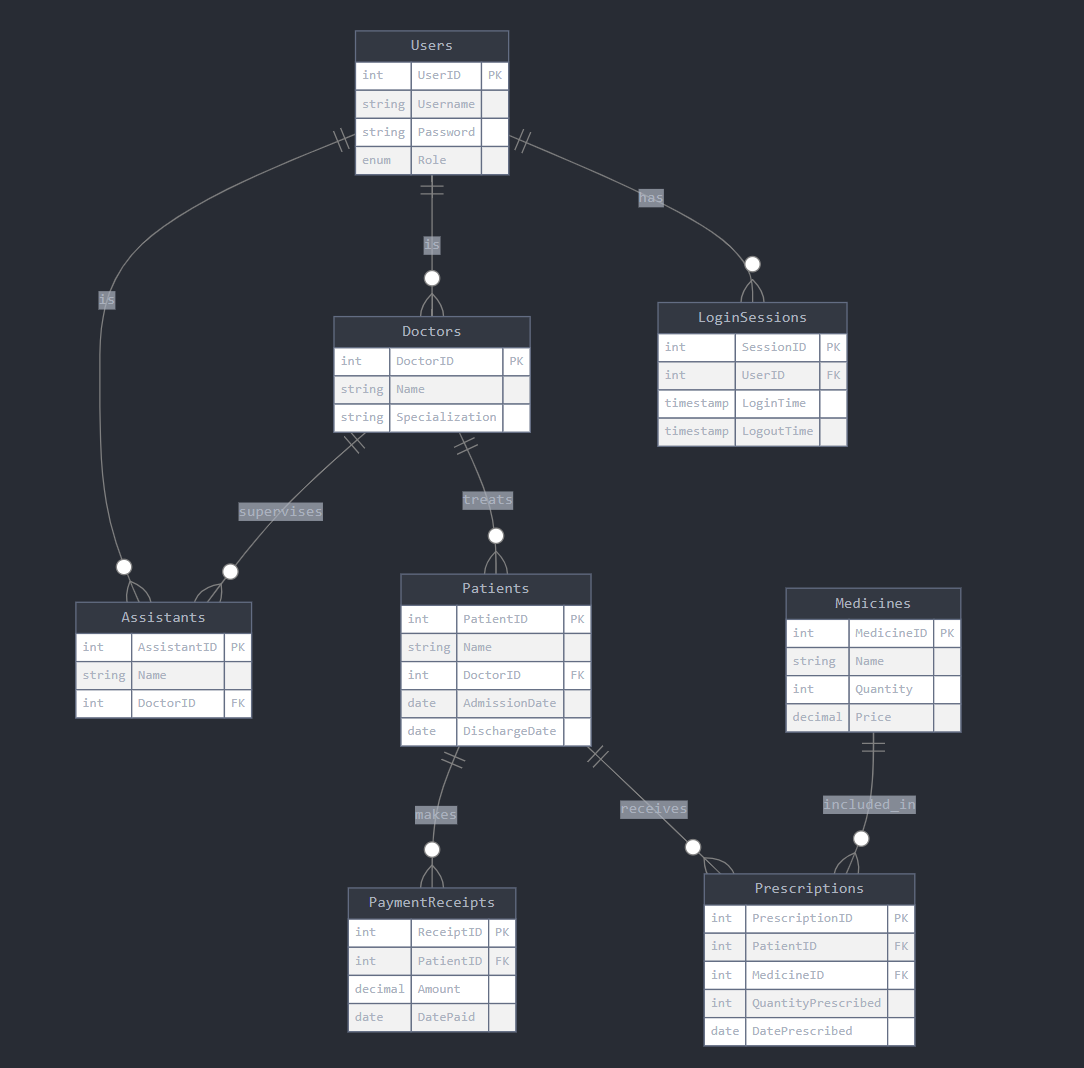 Users
int UserID PK
string Username
string Password
enum Role
has
is
is
Doctors
int DoctorID PK
string Name
string Specialization
LoginSessions
int SessionID PK
int UserID FK
timestamp LoginTime
timestamp LogoutTime
supervises
treats
Assistants
int AssistantID PK
string Name
int DoctorID FK
Patients
int PatientID PK
string Name
int DoctorID FK
date AdmissionDate
date DischargeDate
Medicines
int MedicineID PK
string Name
int Quantity
decimal Price
makes
receives
included_in
PaymentReceipts
int ReceiptID PK
int PatientID FK
decimal Amount
date DatePaid
Prescriptions
int PrescriptionID PK
int PatientID FK
int MedicineID FK
int QuantityPrescribed
date DatePrescribed